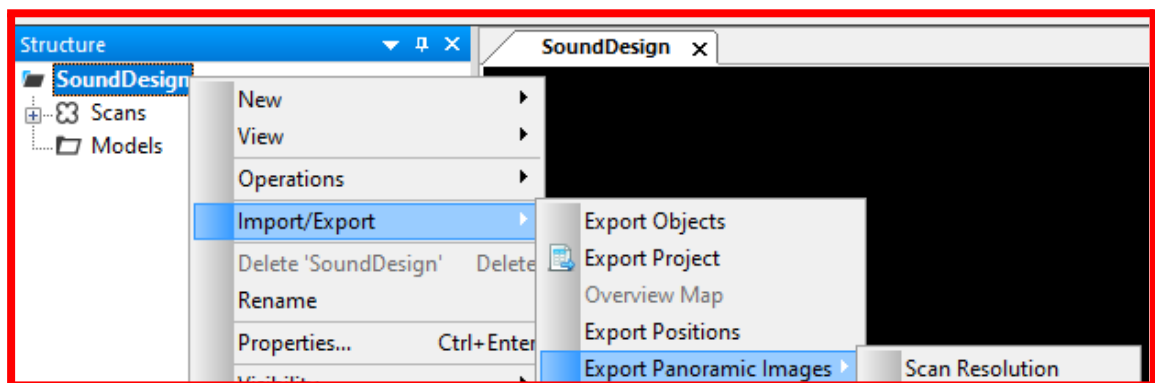 Structure
SoundDesign
SoundDesign
Scans
Models
New
View
Operations
Import/Export
Delete 'SoundDesign' Delete
Rename
Properties... Ctrl+Enter
Visibility
Export Objects
Export Project
Overview Map
Export Positions
Export Panoramic Images
Scan Resolution